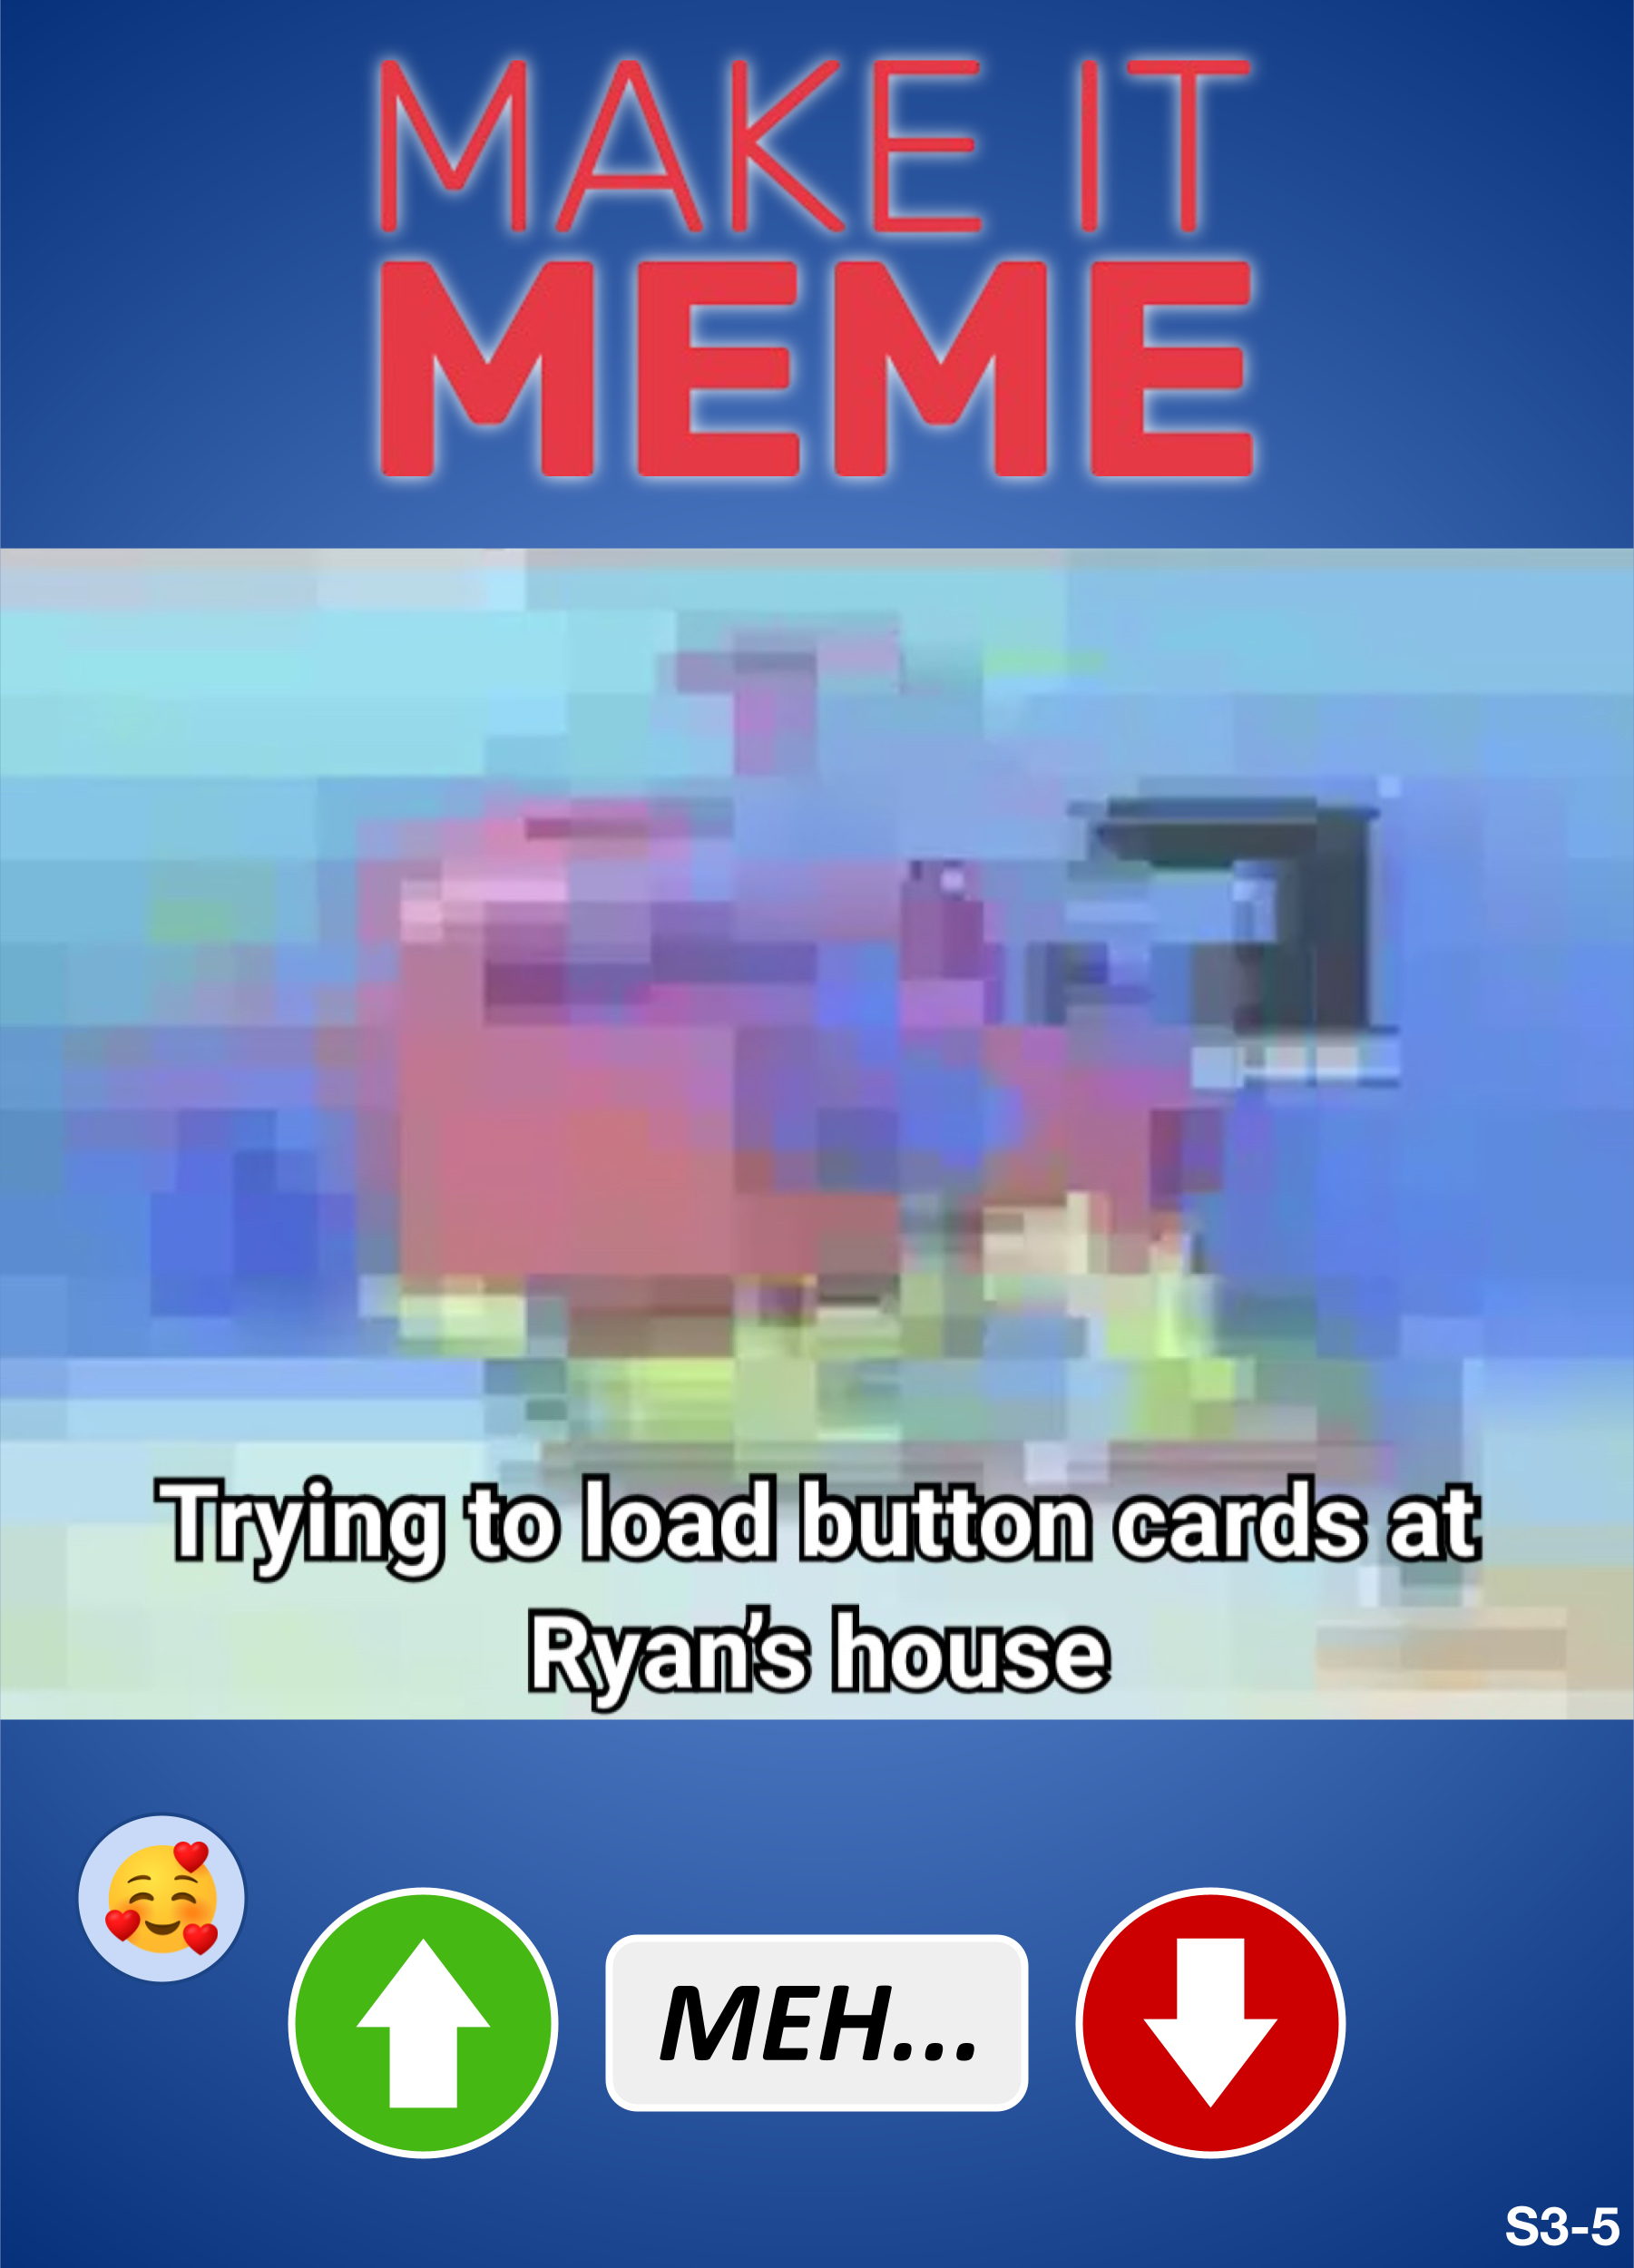 MAKE IT
MEME
Trying to load button cards at
Ryan's house
MEH...
S3-5